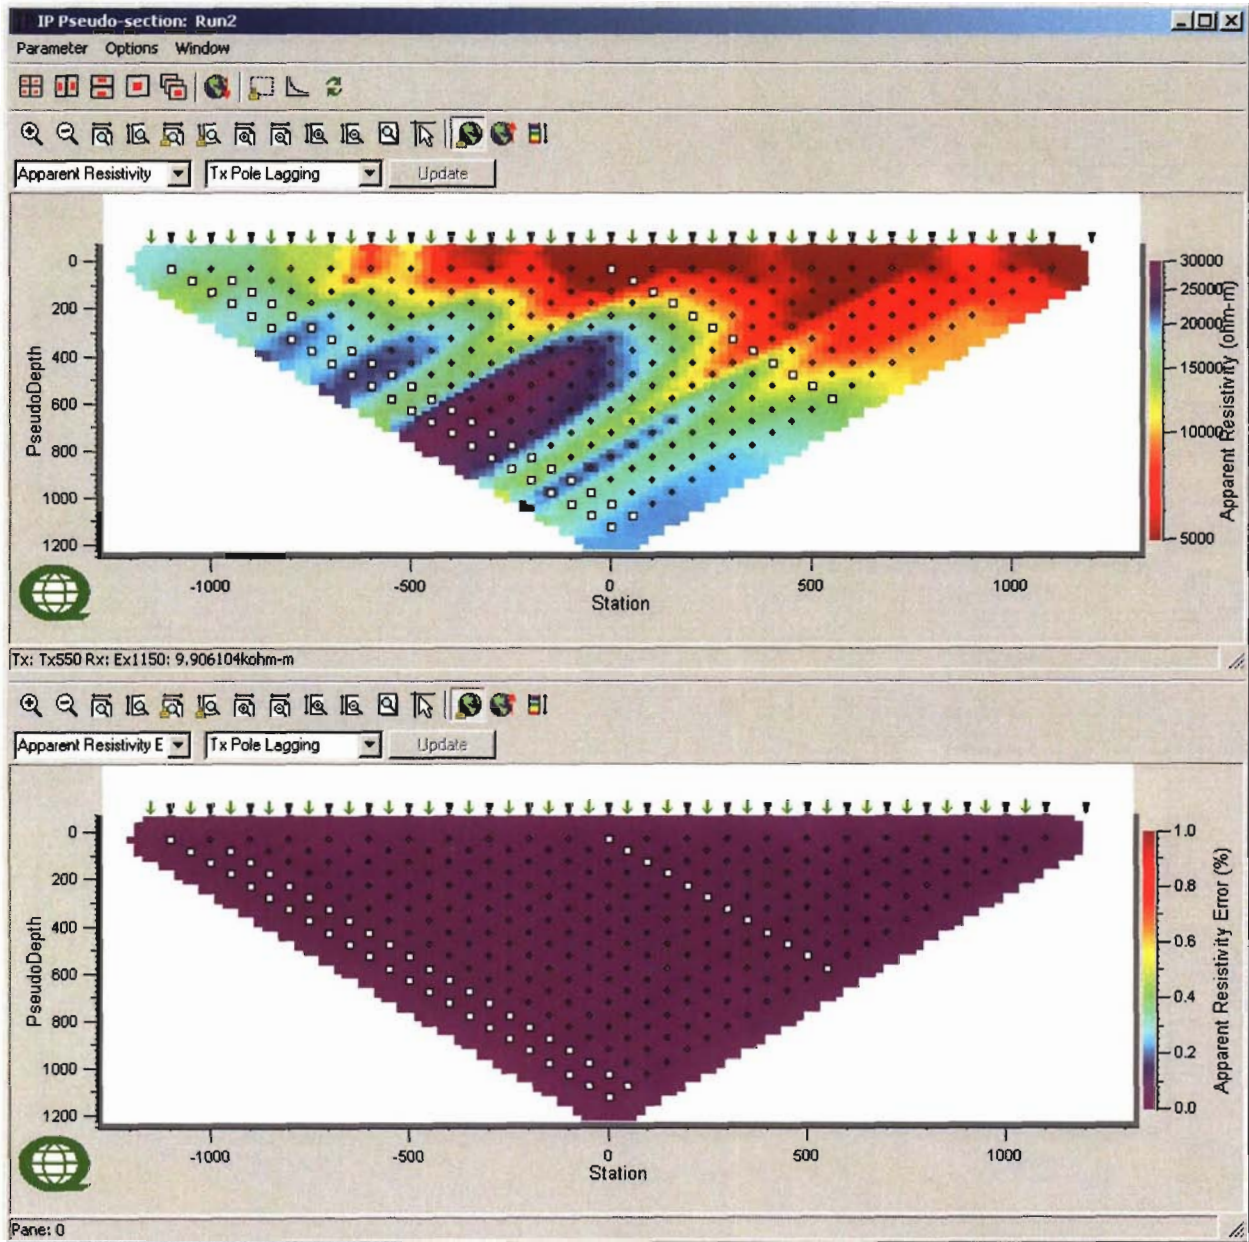 IP Pseudo-section: Run2
Parameter Options Window
Apparent Resistivity Tx Pole Lagging Update
0
200
400
600
800
1000
1200
PseudoDepth
-1000 -500 0 500 1000
Station
30000
25000
20000
15000
10000
5000
Apparent Resistivity (ohm-m)
Tx: Tx550 Rx: Ex1150: 9.906104kohm-m
Apparent Resistivity E Tx Pole Lagging Update
0
200
400
600
800
1000
1200
PseudoDepth
-1000 -500 0 500 1000
Station
1.0
0.8
0.6
0.4
0.2
0.0
Apparent Resistivity Error (%)
Pane: 0